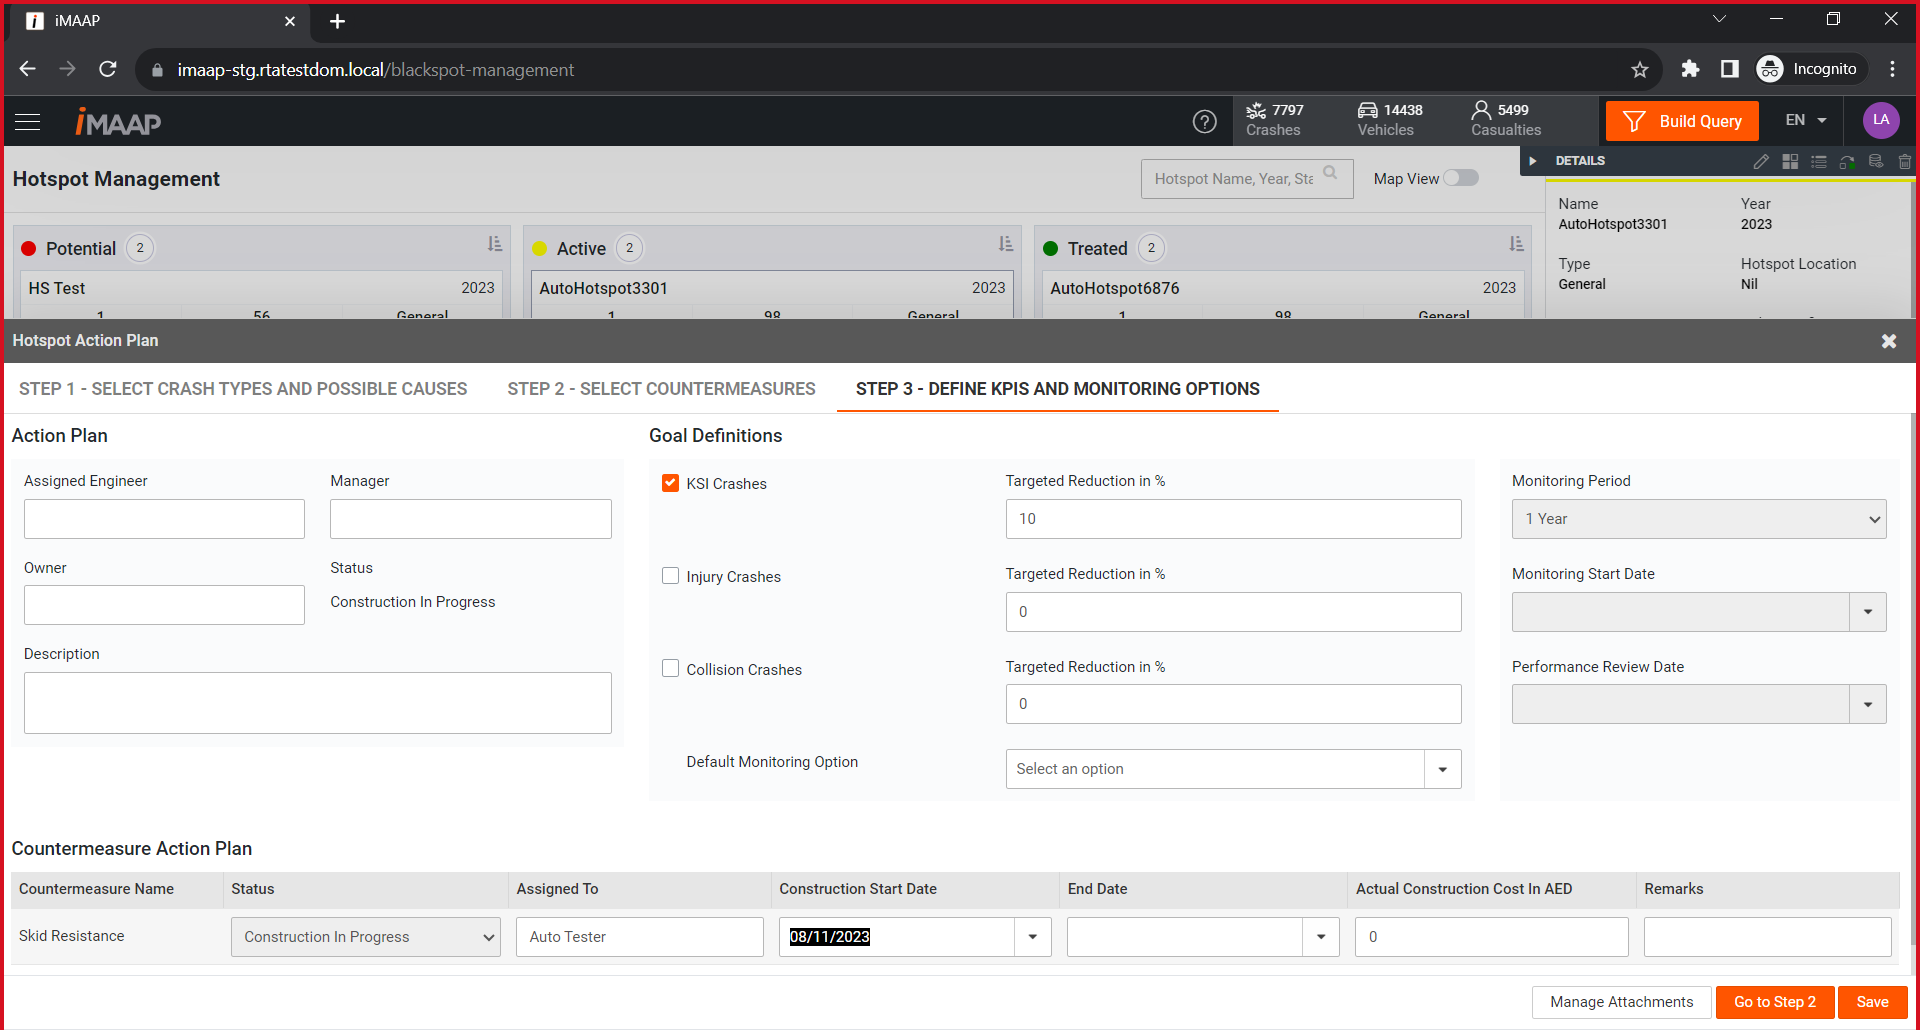 iMAAP
imaap-stg.rtatestdom.local/blackspot-management
Incognito
iMAAP
7797
Crashes
14438
Vehicles
5499
Casualties
Build Query
EN
LA
Hotspot Management
Hotspot Name, Year, Sta
Map View
DETAILS
Name
AutoHotspot3301
Year
2023
Type
General
Hotspot Location
Nil
Potential 2
HS Test 2023
1 56 General
Active 2
AutoHotspot3301 2023
1 98 General
Treated 2
AutoHotspot6876 2023
1 98 General
Hotspot Action Plan
STEP 1 - SELECT CRASH TYPES AND POSSIBLE CAUSES
STEP 2 - SELECT COUNTERMEASURES
STEP 3 - DEFINE KPIS AND MONITORING OPTIONS
Action Plan
Assigned Engineer
Manager
Owner
Status
Construction In Progress
Description
Goal Definitions
KSI Crashes
Targeted Reduction in %
10
Injury Crashes
Targeted Reduction in %
0
Collision Crashes
Targeted Reduction in %
0
Default Monitoring Option
Select an option
Monitoring Period
1 Year
Monitoring Start Date
Performance Review Date
Countermeasure Action Plan
Countermeasure Name Status Assigned To Construction Start Date End Date Actual Construction Cost In AED Remarks
Skid Resistance Construction In Progress Auto Tester 08/11/2023 0
Manage Attachments
Go to Step 2
Save